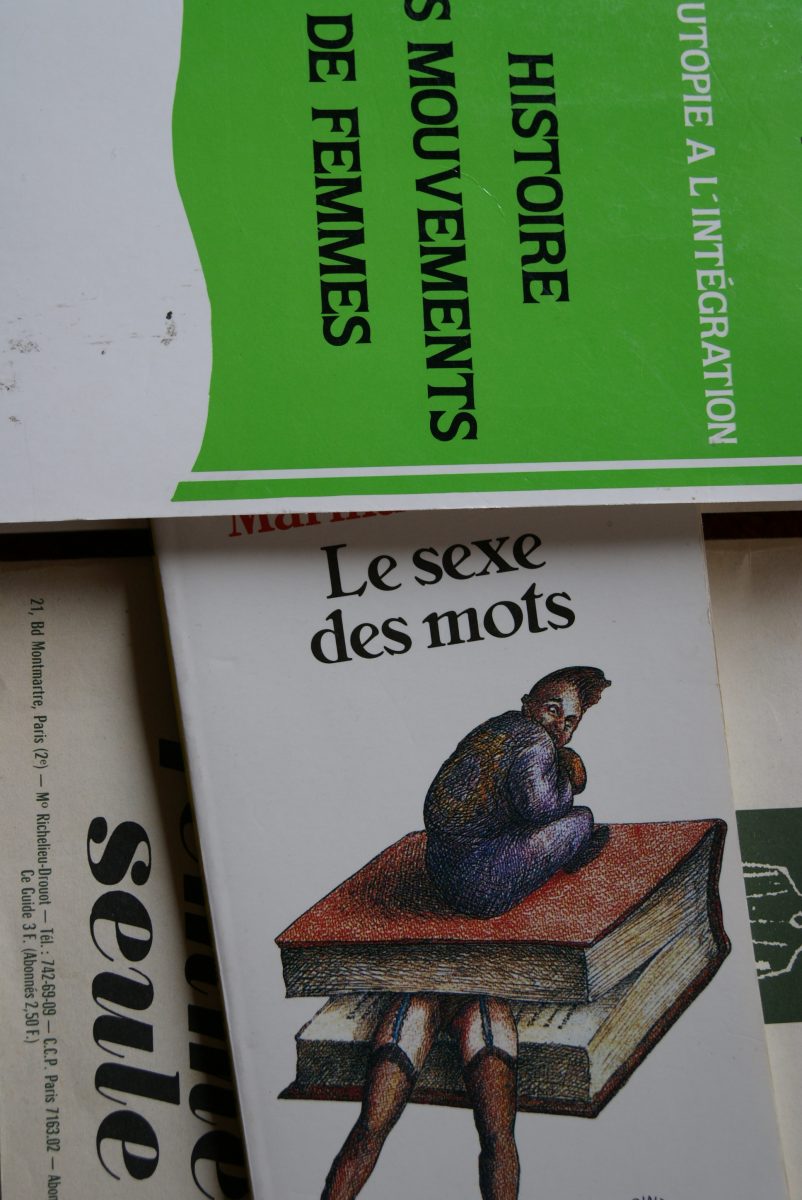 UTOPIE A L'INTÉGRATION
HISTOIRE
S MOUVEMENTS
DE FEMMES
Le sexe
des mots
seule
21, Bd Montmartre, Paris (2e) — Mo Richelieu-Drouot — Tél. : 742-69-09 — C.C.P. Paris 7163.02 — Abon
Ce Guide 3 F. (Abonnés 2,50 F.)